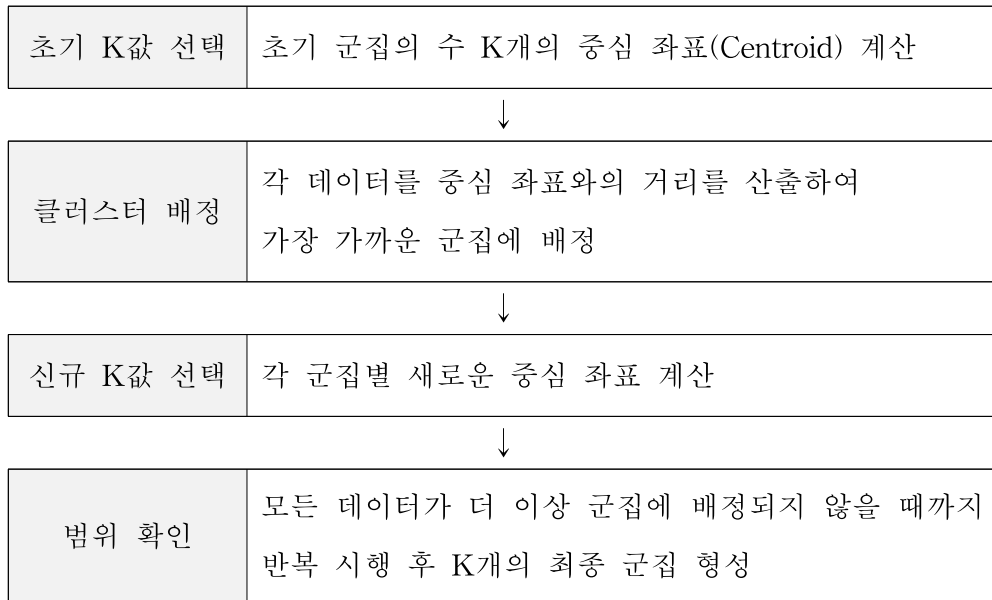 초기 K값 선택
초기 군집의 수 K개의 중심 좌표(Centroid) 계산
↓
클러스터 배정
각 데이터를 중심 좌표와의 거리를 산출하여
가장 가까운 군집에 배정
↓
신규 K값 선택
각 군집별 새로운 중심 좌표 계산
↓
범위 확인
모든 데이터가 더 이상 군집에 배정되지 않을 때까지
반복 시행 후 K개의 최종 군집 형성